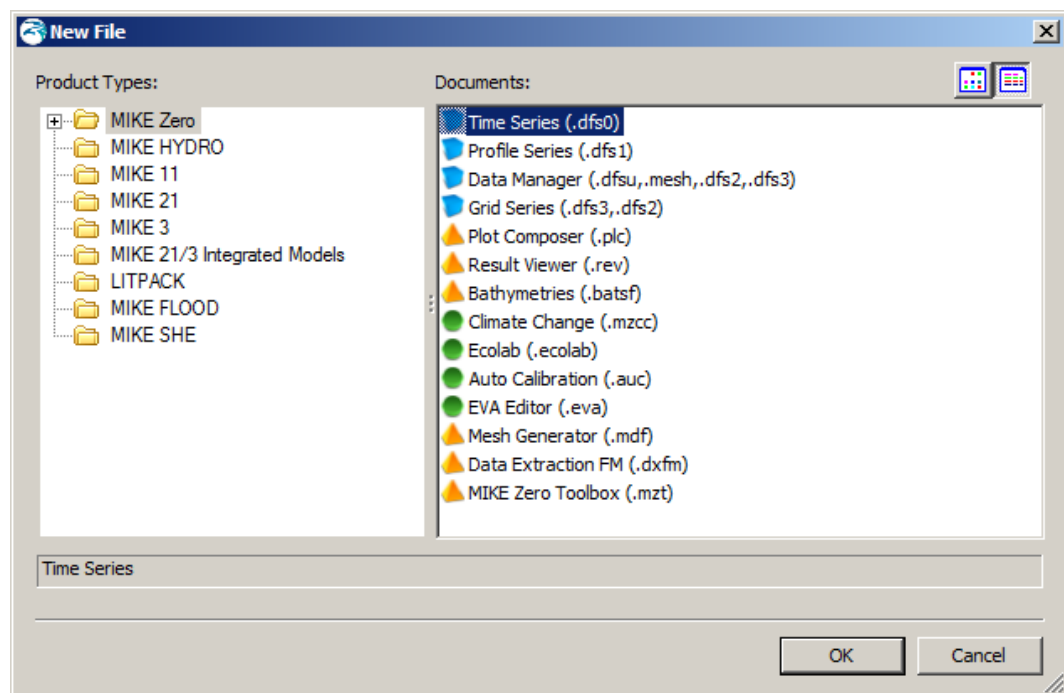 New File
Product Types:
Documents:
MIKE Zero
MIKE HYDRO
MIKE 11
MIKE 21
MIKE 3
MIKE 21/3 Integrated Models
LITPACK
MIKE FLOOD
MIKE SHE
Time Series (.dfs0)
Profile Series (.dfs1)
Data Manager (.dfsu,.mesh,.dfs2,.dfs3)
Grid Series (.dfs3,.dfs2)
Plot Composer (.plc)
Result Viewer (.rev)
Bathymetries (.batsf)
Climate Change (.mzcc)
Ecolab (.ecolab)
Auto Calibration (.auc)
EVA Editor (.eva)
Mesh Generator (.mdf)
Data Extraction FM (.dxfm)
MIKE Zero Toolbox (.mzt)
Time Series
OK
Cancel